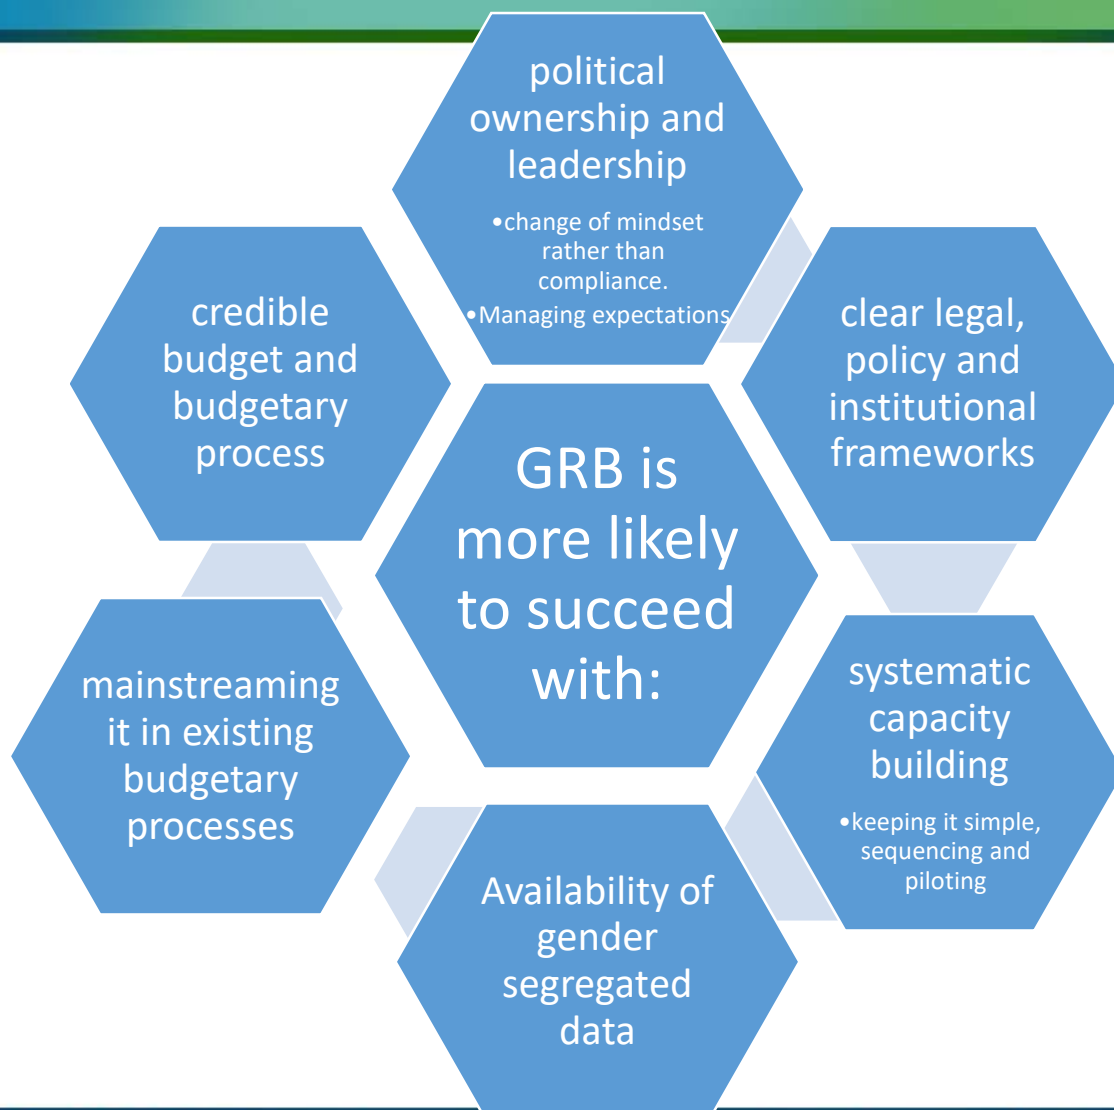 political
ownership and
leadership
•change of mindset
rather than
compliance.
•Managing expectations
clear legal,
policy and
institutional
frameworks
systematic
capacity
building
•keeping it simple,
sequencing and
piloting
Availability of
gender
segregated
data
mainstreaming
it in existing
budgetary
processes
credible
budget and
budgetary
process
GRB is
more likely
to succeed
with: